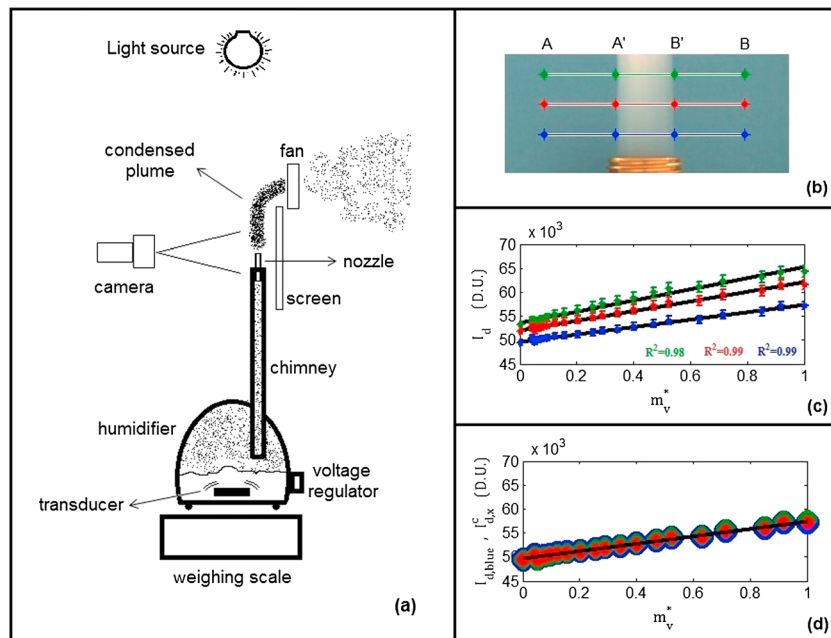 Light source
condensed plume
fan
camera
nozzle
screen
chimney
humidifier
voltage regulator
transducer
weighing scale
(a)
A A' B' B
(b)
x 10³
70
65
60
55
50
45
I_d (D.U.)
R²=0.98 R²=0.99 R²=0.99
0 0.2 0.4 0.6 0.8 1
m*_v
(c)
x 10³
70
65
60
55
50
45
I_d,blue , I^c_d,x (D.U.)
0 0.2 0.4 0.6 0.8 1
m*_v
(d)